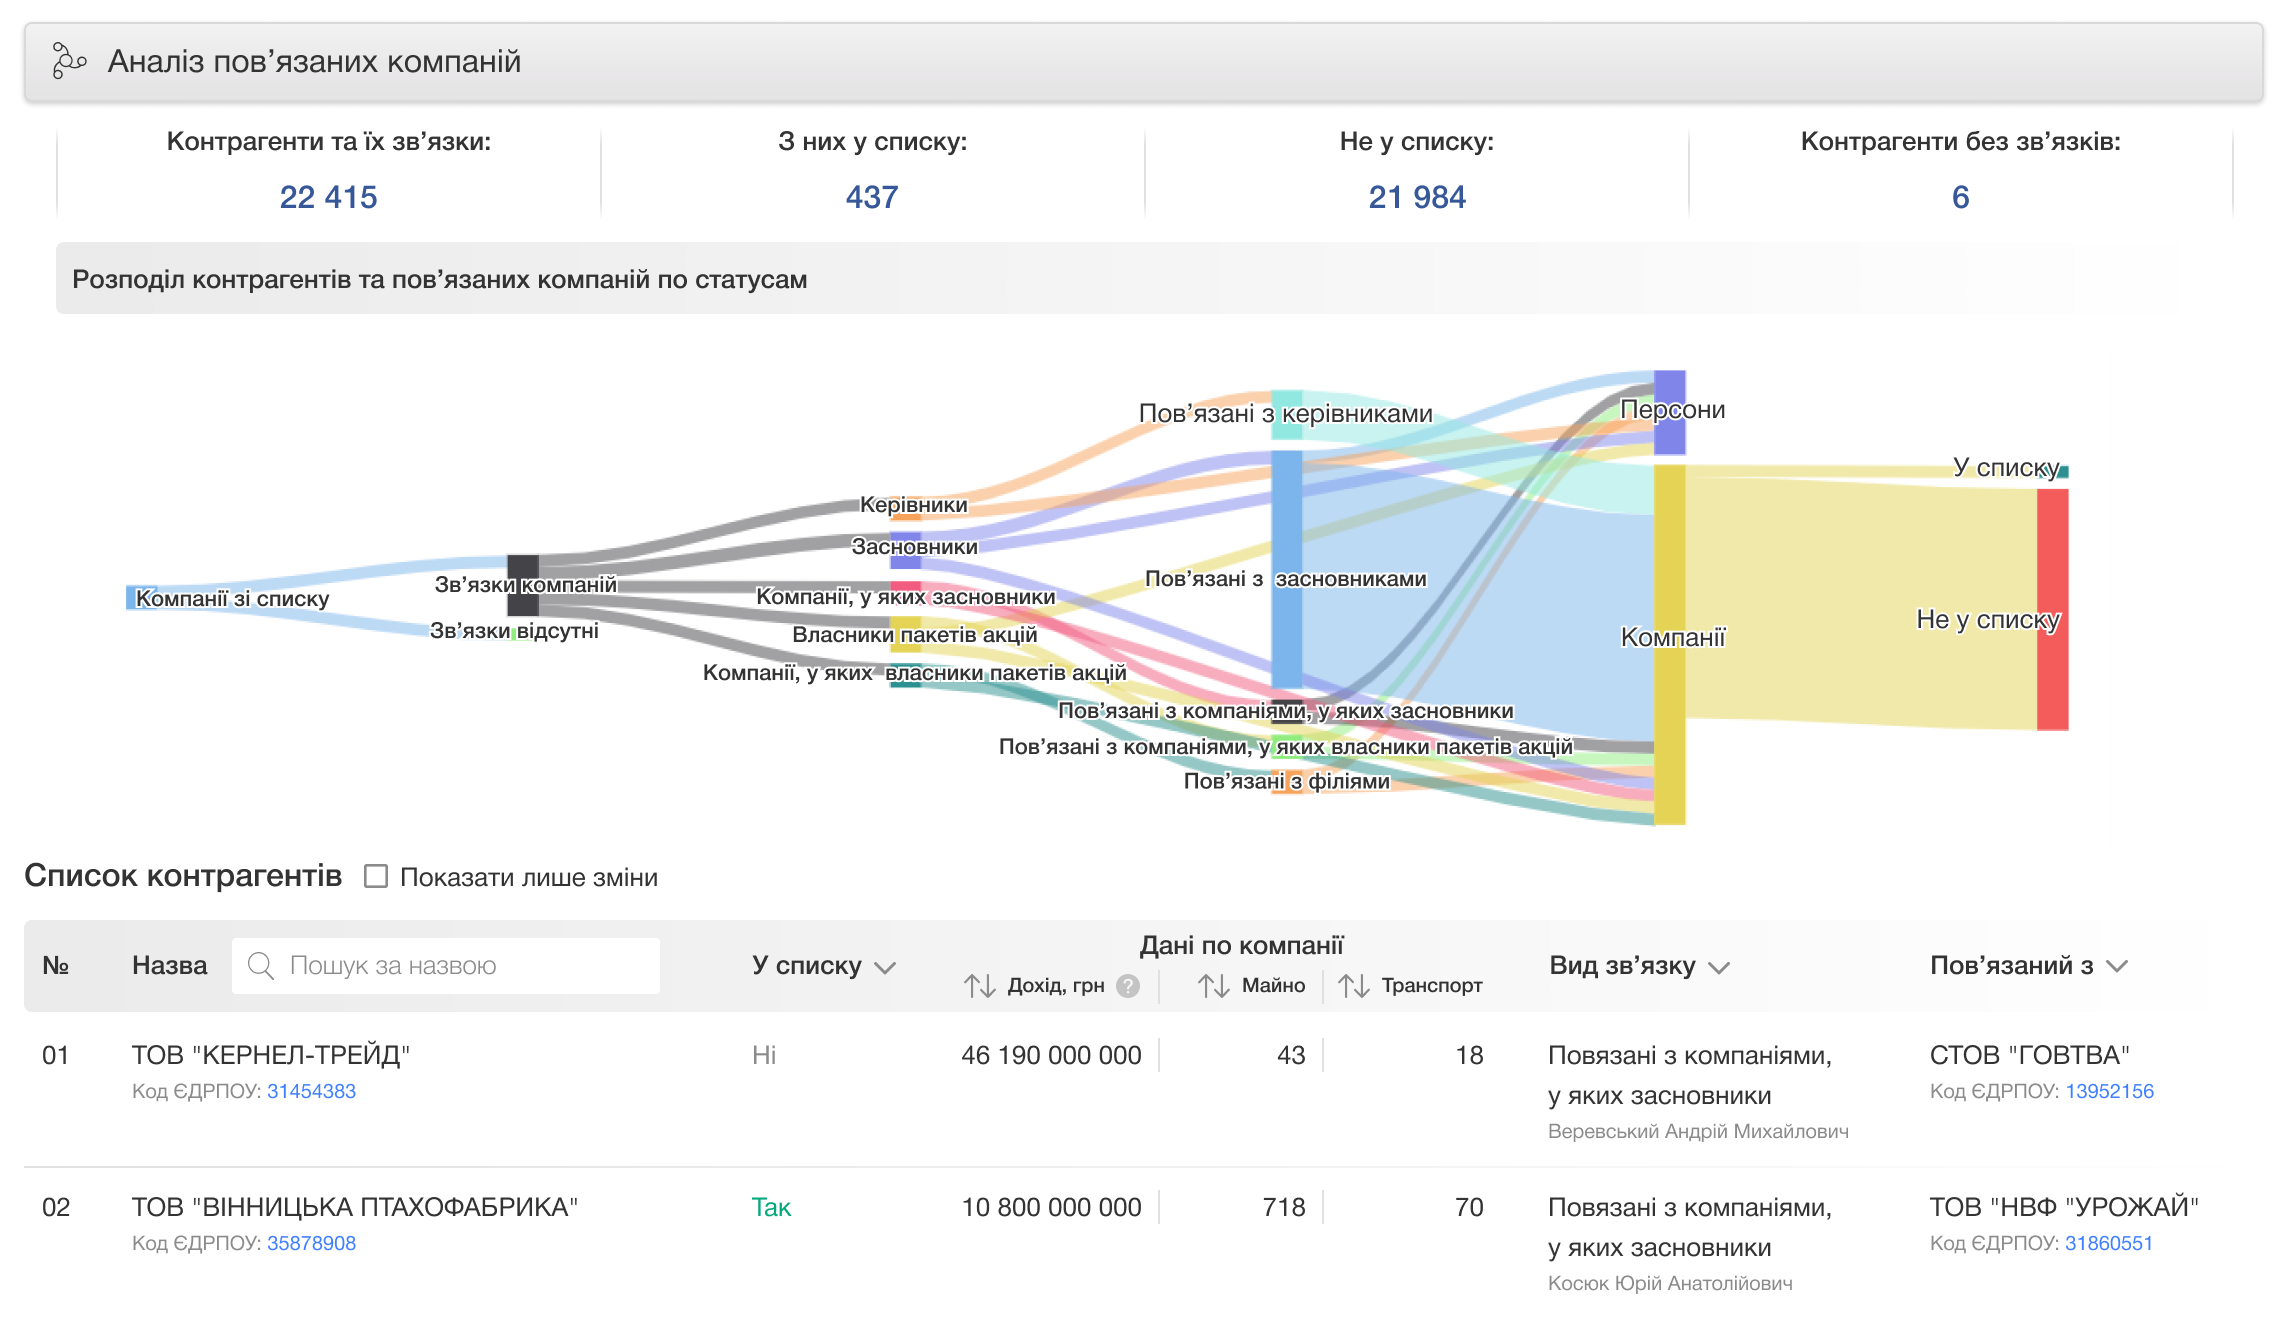 Аналіз пов’язаних компаній
Контрагенти та їх зв’язки:
22 415
З них у списку:
437
Не у списку:
21 984
Контрагенти без зв’язків:
6
Розподіл контрагентів та пов’язаних компаній по статусам
Компанії зі списку
Зв’язки компаній
Зв’язки відсутні
Керівники
Засновники
Компанії, у яких засновники
Власники пакетів акцій
Компанії, у яких власники пакетів акцій
Пов’язані з керівниками
Пов’язані з засновниками
Пов’язані з компаніями, у яких засновники
Пов’язані з компаніями, у яких власники пакетів акцій
Пов’язані з філіями
Персони
Компанії
У списку
Не у списку
Список контрагентів
Показати лише зміни
№
Назва
Пошук за назвою
У списку
Дані по компанії
Дохід, грн ?
Майно
Транспорт
Вид зв’язку
Пов’язаний з
01
ТОВ "КЕРНЕЛ-ТРЕЙД"
Код ЄДРПОУ: 31454383
Ні
46 190 000 000
43
18
Повязані з компаніями,
у яких засновники
Веревський Андрій Михайлович
СТОВ "ГОВТВА"
Код ЄДРПОУ: 13952156
02
ТОВ "ВІННИЦЬКА ПТАХОФАБРИКА"
Код ЄДРПОУ: 35878908
Так
10 800 000 000
718
70
Повязані з компаніями,
у яких засновники
Косюк Юрій Анатолійович
ТОВ "НВФ "УРОЖАЙ"
Код ЄДРПОУ: 31860551